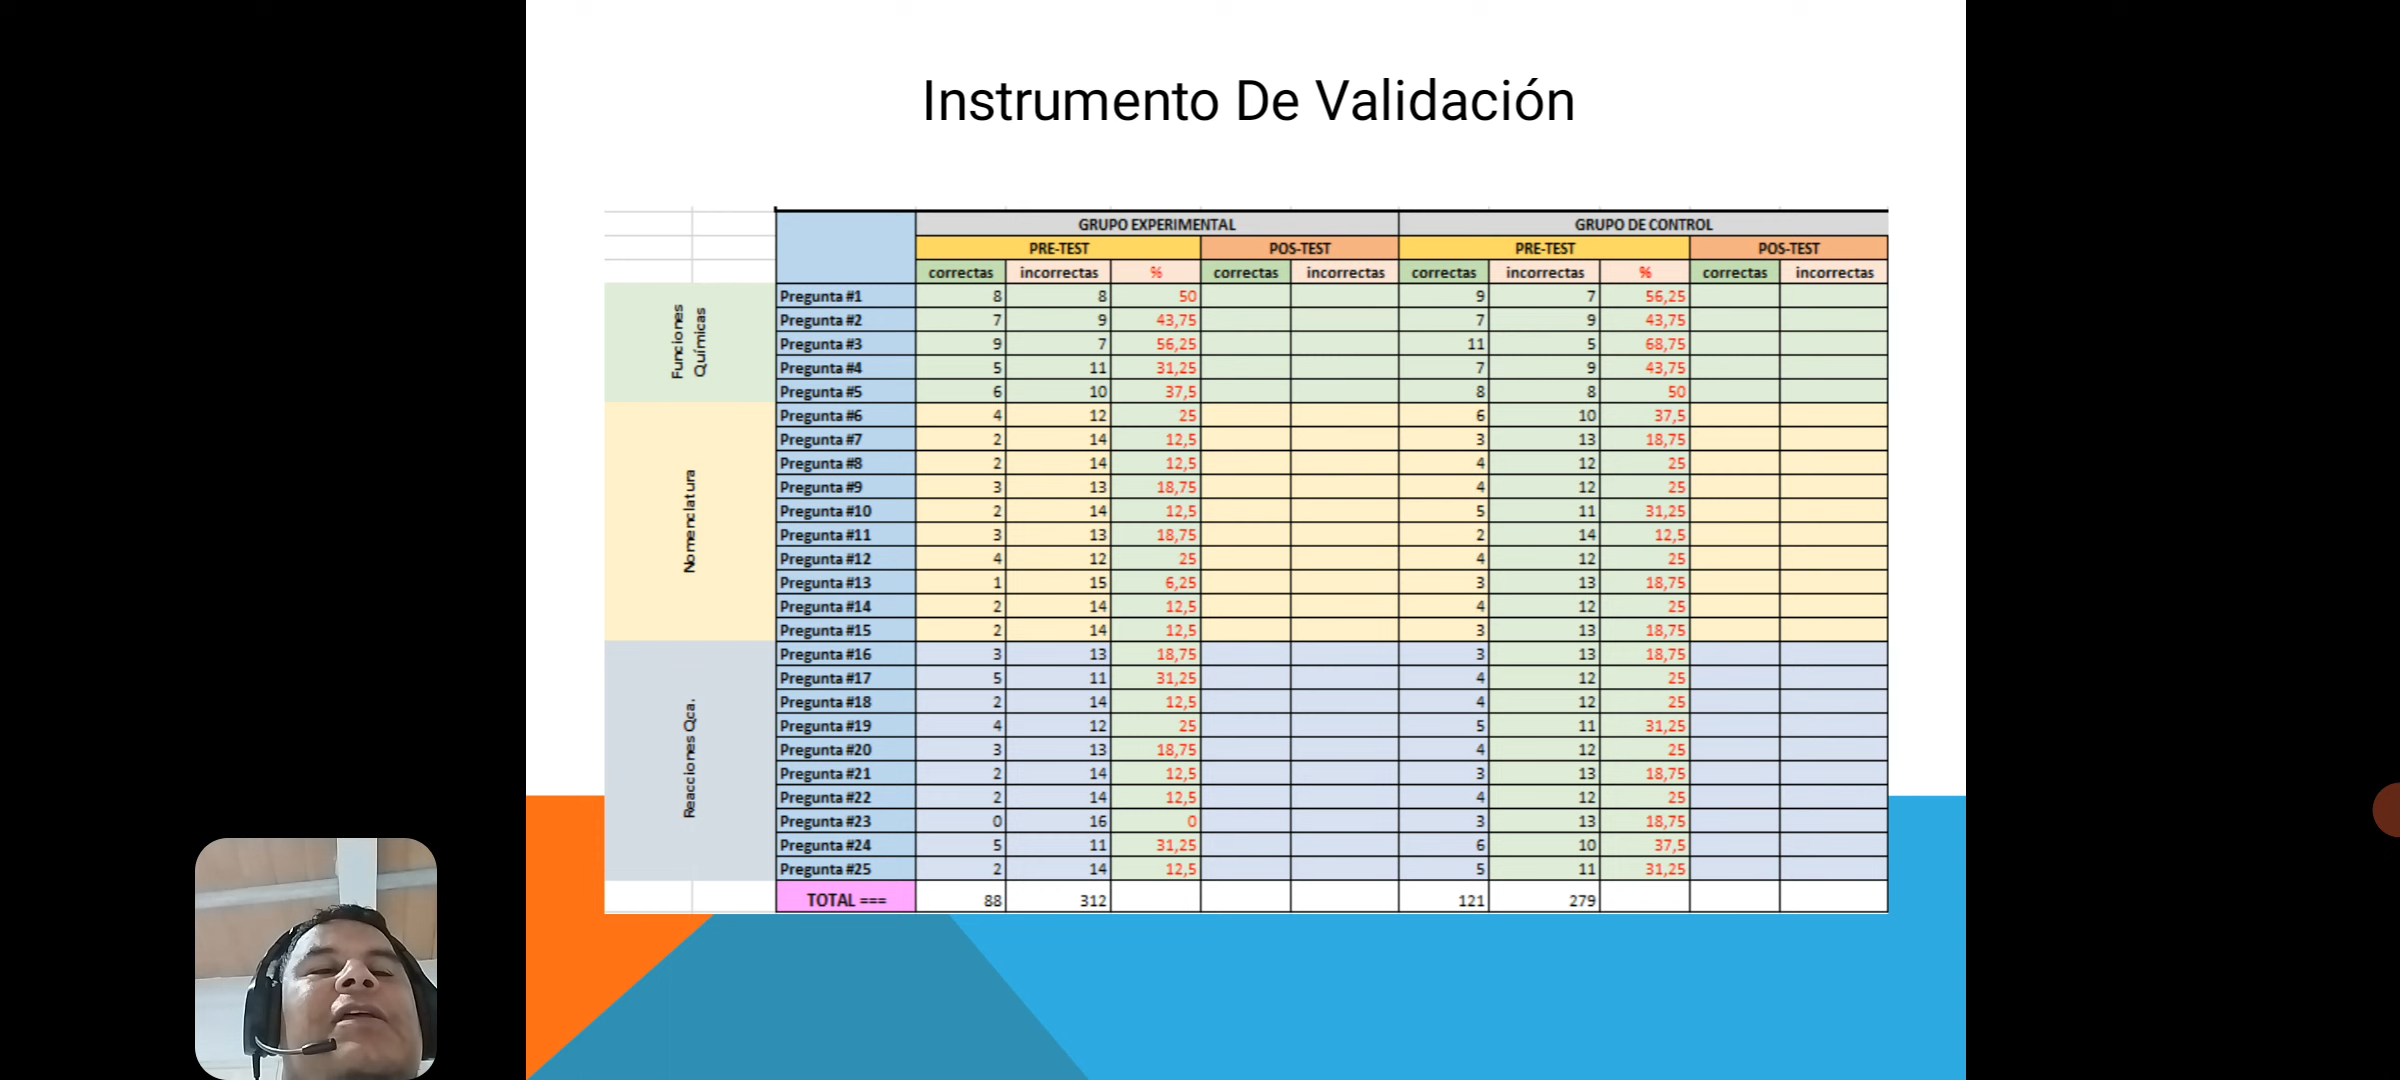 Instrumento De Validación
GRUPO EXPERIMENTAL GRUPO DE CONTROL
PRE-TEST POS-TEST PRE-TEST POS-TEST
correctas incorrectas % correctas incorrectas correctas incorrectas % correctas incorrectas
Funciones
Químicas
Pregunta #1 8 8 50 9 7 56,25
Pregunta #2 7 9 43,75 7 9 43,75
Pregunta #3 9 7 56,25 11 5 68,75
Pregunta #4 5 11 31,25 7 9 43,75
Pregunta #5 6 10 37,5 8 8 50
Nomenclatura
Pregunta #6 4 12 25 6 10 37,5
Pregunta #7 2 14 12,5 3 13 18,75
Pregunta #8 2 14 12,5 4 12 25
Pregunta #9 3 13 18,75 4 12 25
Pregunta #10 2 14 12,5 5 11 31,25
Pregunta #11 3 13 18,75 2 14 12,5
Pregunta #12 4 12 25 4 12 25
Pregunta #13 1 15 6,25 3 13 18,75
Pregunta #14 2 14 12,5 4 12 25
Pregunta #15 2 14 12,5 3 13 18,75
Reacciones Qca.
Pregunta #16 3 13 18,75 3 13 18,75
Pregunta #17 5 11 31,25 4 12 25
Pregunta #18 2 14 12,5 4 12 25
Pregunta #19 4 12 25 5 11 31,25
Pregunta #20 3 13 18,75 4 12 25
Pregunta #21 2 14 12,5 3 13 18,75
Pregunta #22 2 14 12,5 4 12 25
Pregunta #23 0 16 0 3 13 18,75
Pregunta #24 5 11 31,25 6 10 37,5
Pregunta #25 2 14 12,5 5 11 31,25
TOTAL === 88 312 121 279